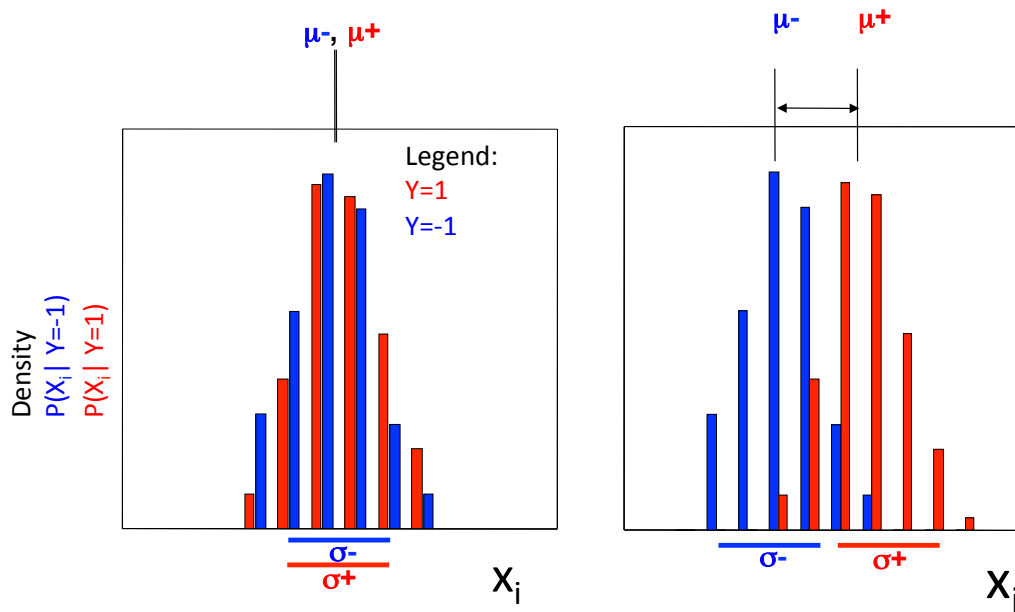 μ-, μ+
μ- μ+
Legend:
Y=1
Y=-1
Density
P(Xᵢ| Y=-1)
P(Xᵢ| Y=1)
σ-
σ+
xᵢ
σ- σ+
xᵢ